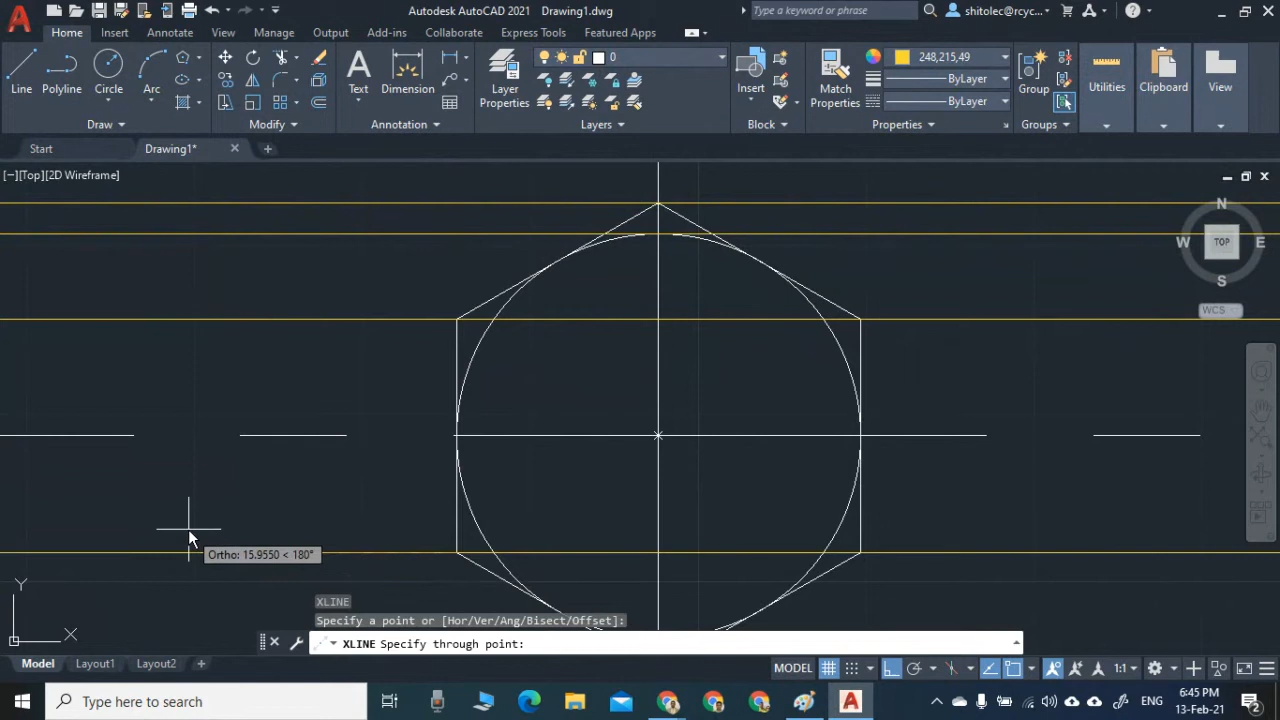 Autodesk AutoCAD 2021 Drawing1.dwg
Type a keyword or phrase
shitolec@rcyc...
Home Insert Annotate View Manage Output Add-ins Collaborate Express Tools Featured Apps
Line Polyline Circle Arc
Text Dimension
Layer Properties
0
Insert
Match Properties
248,215,49
ByLayer
ByLayer
Group
Utilities Clipboard View
Draw Modify Annotation Layers Block Properties Groups
Start Drawing1*
[−][Top][2D Wireframe]
N
W TOP E
S
WCS
Ortho: 15.9550 < 180°
Y
X
XLINE
Specify a point or [Hor/Ver/Ang/Bisect/Offset]:
XLINE Specify through point:
Model Layout1 Layout2 +
MODEL 1:1
Type here to search
A
ENG
6:45 PM
13-Feb-21
2